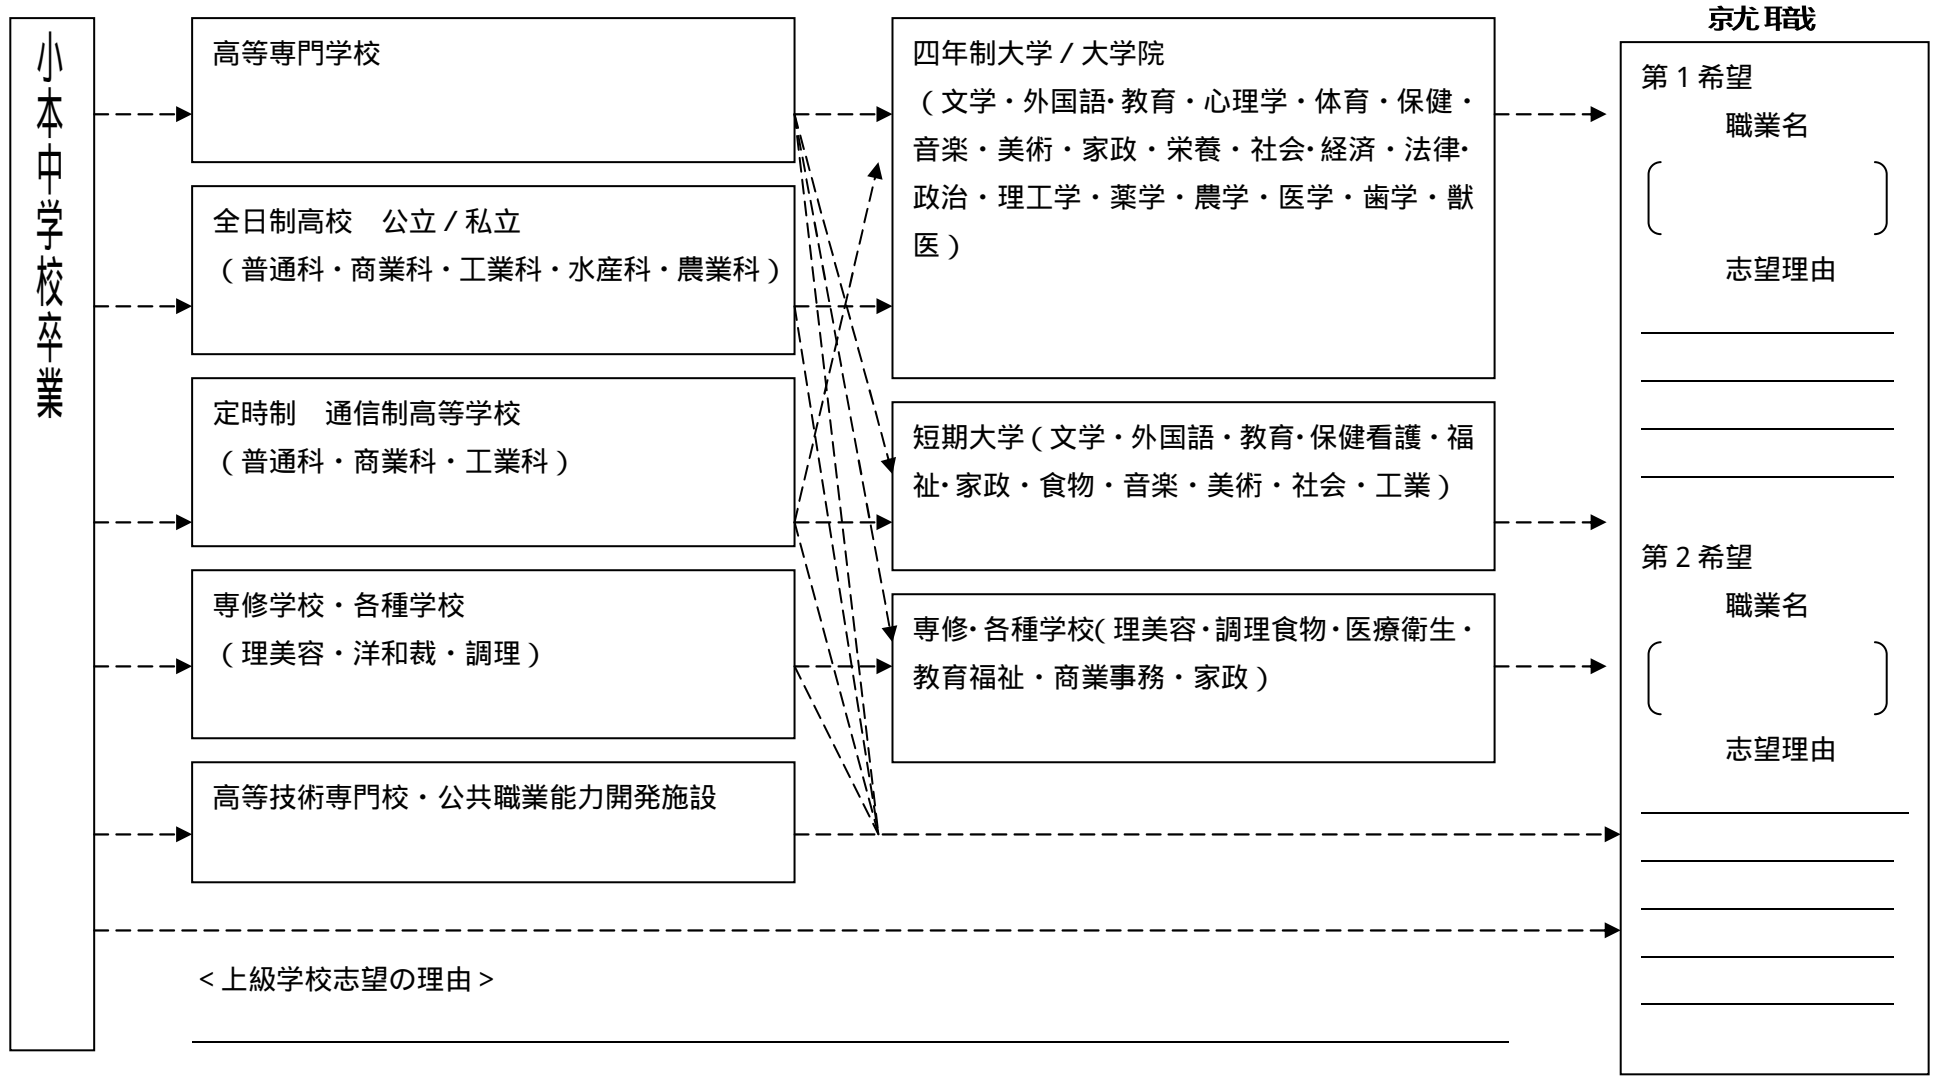 小本中学校卒業
高等専門学校
全日制高校　公立/私立
(普通科・商業科・工業科・水産科・農業科)
定時制　通信制高等学校
(普通科・商業科・工業科)
専修学校・各種学校
(理美容・洋和裁・調理)
高等技術専門校・公共職業能力開発施設
四年制大学/大学院
(文学・外国語・教育・心理学・体育・保健・
音楽・美術・家政・栄養・社会・経済・法律・
政治・理工学・薬学・農学・医学・歯学・獣
医)
短期大学(文学・外国語・教育・保健看護・福
祉・家政・食物・音楽・美術・社会・工業)
専修・各種学校(理美容・調理食物・医療衛生・
教育福祉・商業事務・家政)
就職
第1希望
職業名
志望理由
第2希望
職業名
志望理由
<上級学校志望の理由>